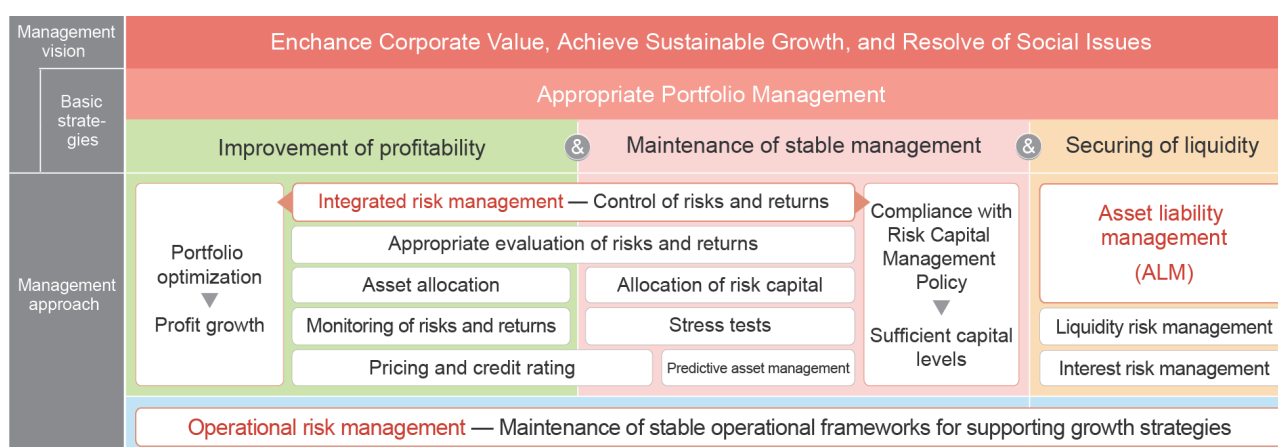 Management
vision
Enchance Corporate Value, Achieve Sustainable Growth, and Resolve of Social Issues
Basic
strate-
gies
Appropriate Portfolio Management
Improvement of profitability
&
Maintenance of stable management
&
Securing of liquidity
Management
approach
Portfolio
optimization
Profit growth
Integrated risk management — Control of risks and returns
Appropriate evaluation of risks and returns
Asset allocation
Allocation of risk capital
Monitoring of risks and returns
Stress tests
Pricing and credit rating
Predictive asset management
Compliance with
Risk Capital
Management
Policy
Sufficient capital
levels
Asset liability
management
(ALM)
Liquidity risk management
Interest risk management
Operational risk management — Maintenance of stable operational frameworks for supporting growth strategies